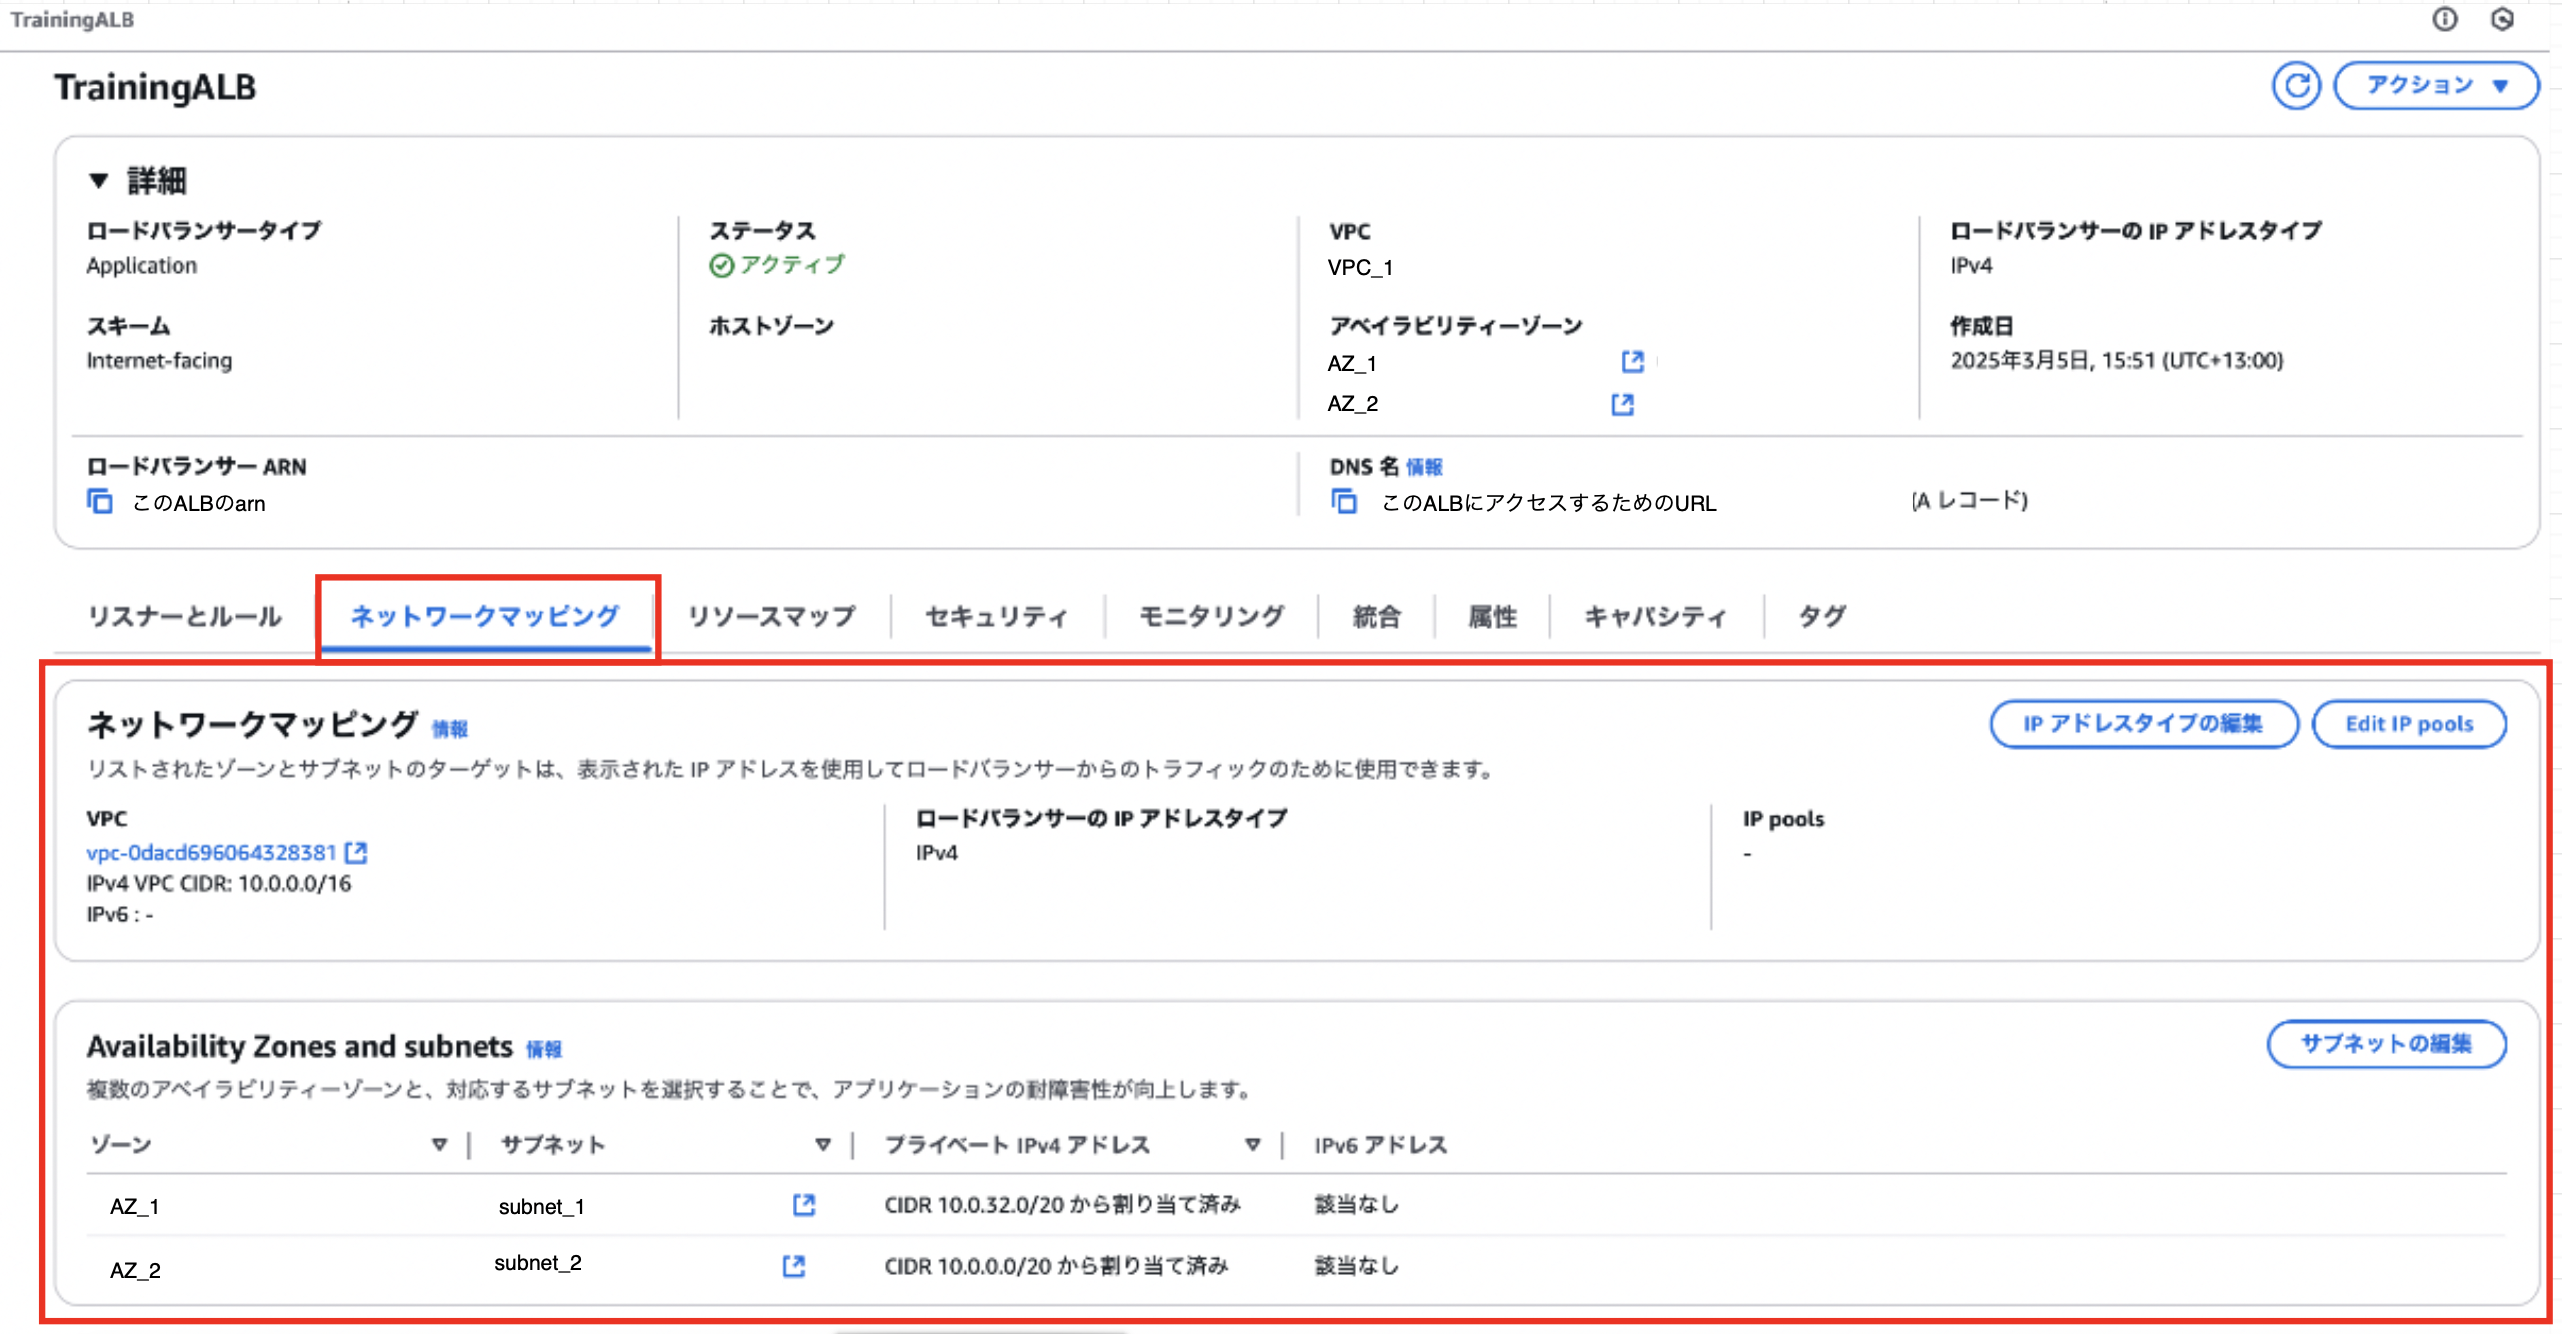 TrainingALB
TrainingALB
アクション ▼
▼ 詳細
ロードバランサータイプ
Application
ステータス
アクティブ
VPC
VPC_1
ロードバランサーの IP アドレスタイプ
IPv4
スキーム
Internet-facing
ホストゾーン
アベイラビリティーゾーン
AZ_1
AZ_2
作成日
2025年3月5日, 15:51 (UTC+13:00)
ロードバランサー ARN
このALBのarn
DNS 名 情報
このALBにアクセスするためのURL (A レコード)
リスナーとルール ネットワークマッピング リソースマップ セキュリティ モニタリング 統合 属性 キャパシティ タグ
ネットワークマッピング 情報
IP アドレスタイプの編集 Edit IP pools
リストされたゾーンとサブネットのターゲットは、表示された IP アドレスを使用してロードバランサーからのトラフィックのために使用できます。
VPC
vpc-0dacd696064328381
IPv4 VPC CIDR: 10.0.0.0/16
IPv6 : -
ロードバランサーの IP アドレスタイプ
IPv4
IP pools
-
Availability Zones and subnets 情報
サブネットの編集
複数のアベイラビリティーゾーンと、対応するサブネットを選択することで、アプリケーションの耐障害性が向上します。
ゾーン サブネット プライベート IPv4 アドレス IPv6 アドレス
AZ_1 subnet_1 CIDR 10.0.32.0/20 から割り当て済み 該当なし
AZ_2 subnet_2 CIDR 10.0.0.0/20 から割り当て済み 該当なし